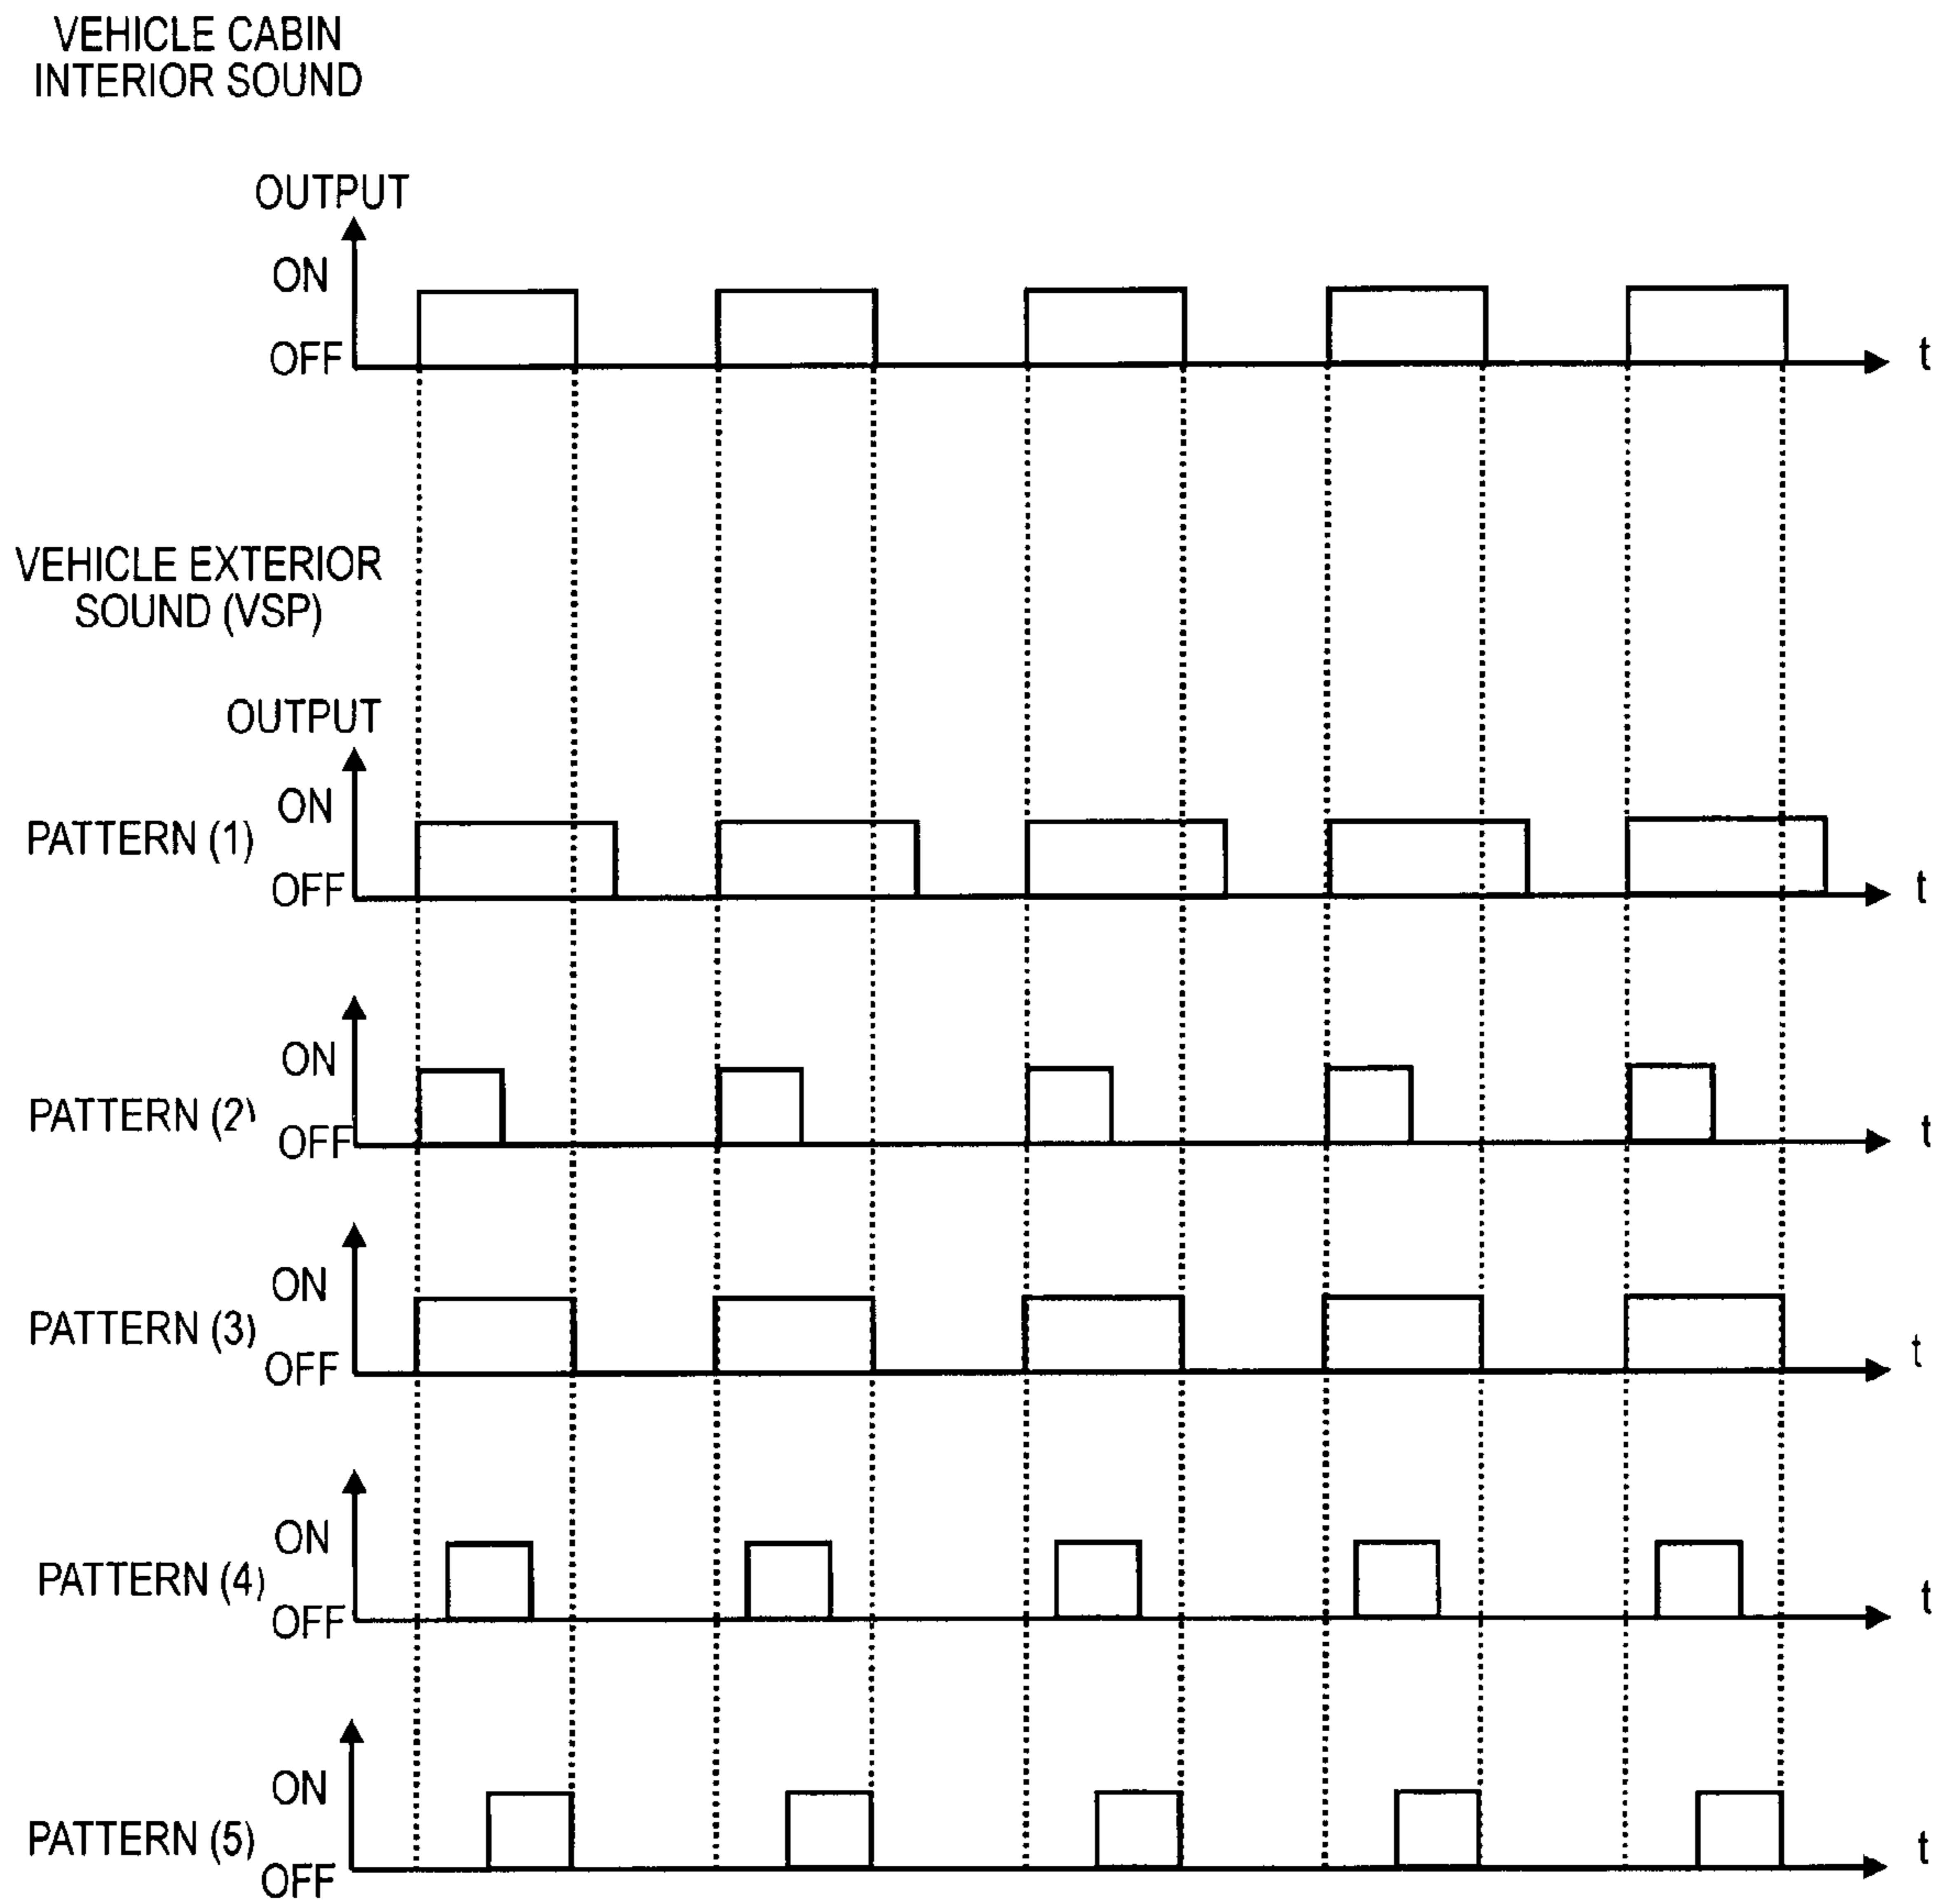 VEHICLE CABIN
INTERIOR SOUND
OUTPUT
ON
OFF
t
VEHICLE EXTERIOR
SOUND (VSP)
OUTPUT
ON
PATTERN (1)
OFF
t
ON
PATTERN (2)
OFF
t
ON
PATTERN (3)
OFF
t
ON
PATTERN (4)
OFF
t
ON
PATTERN (5)
OFF
t